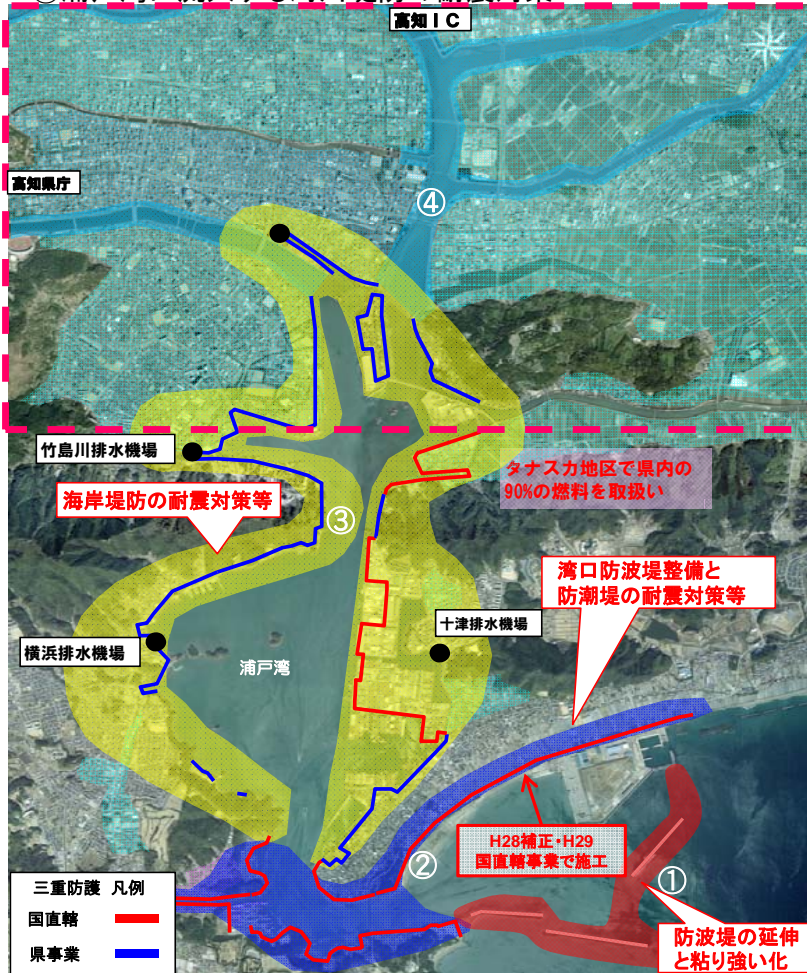 高知IC
高知県庁
④
竹島川排水機場
タナスカ地区で県内の
90%の燃料を取扱い
海岸堤防の耐震対策等
③
湾口防波堤整備と
防潮堤の耐震対策等
十津排水機場
横浜排水機場
浦戸湾
H28補正・H29
国直轄事業で施工
②
①
三重防護 凡例
国直轄
県事業
防波堤の延伸
と粘り強い化